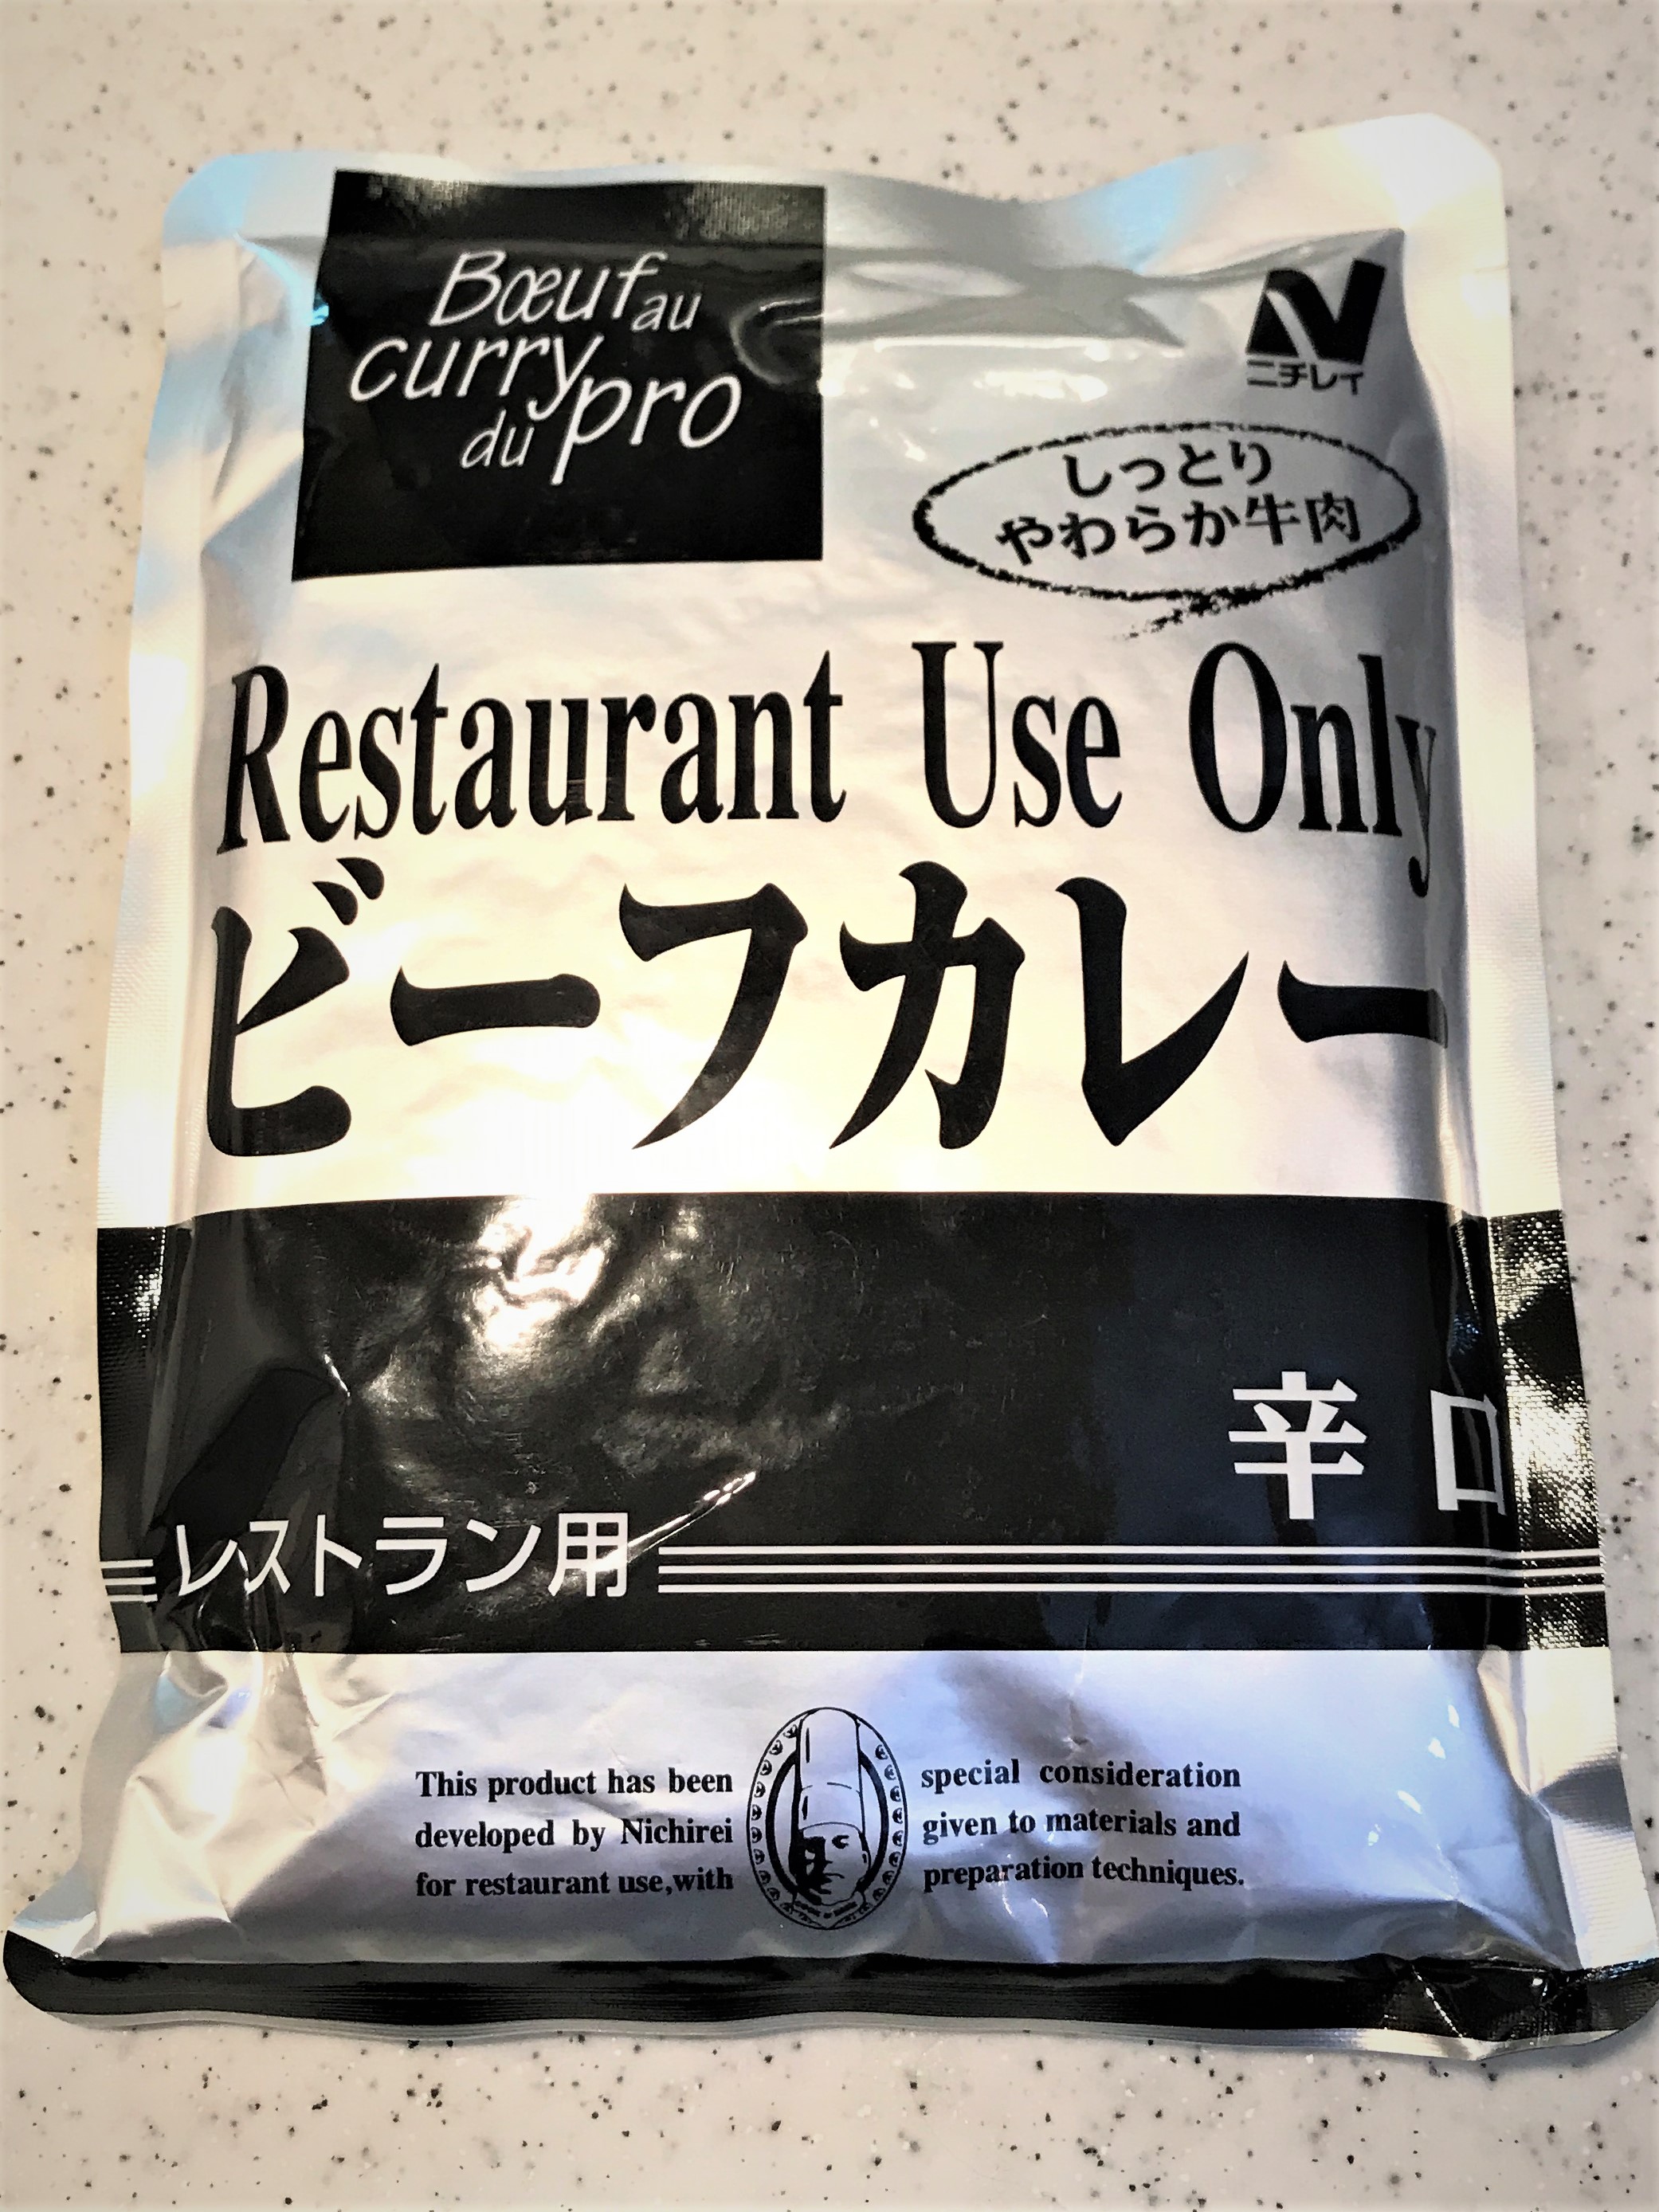 Bœuf au
curry
du pro
ニチレイ
しっとり
やわらか牛肉
Restaurant Use Only
ビーフカレー
辛口
レストラン用
This product has been
developed by Nichirei
for restaurant use,with
special consideration
given to materials and
preparation techniques.